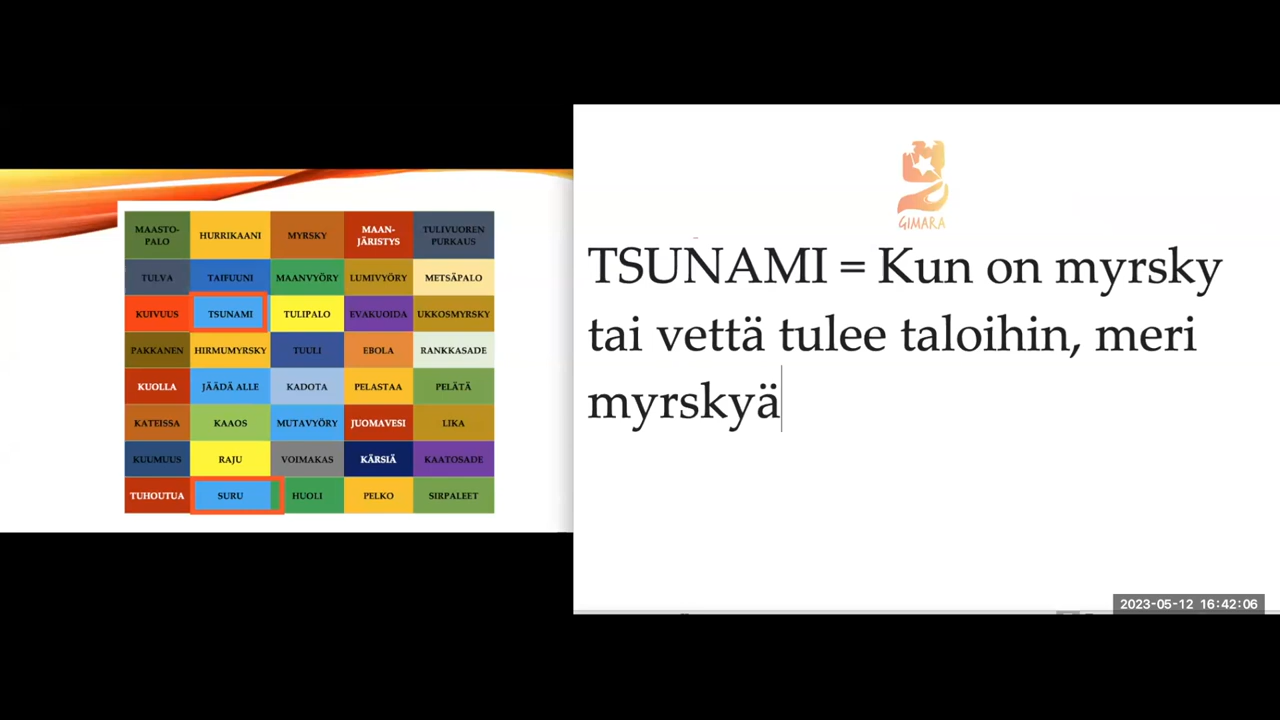 MAASTO-
PALO
HURRIKAANI
MYRSKY
MAAN-
JÄRISTYS
TULIVUOREN
PURKAUS
TULVA
TAIFUUNI
MAANVYÖRY
LUMIVYÖRY
METSÄPALO
KUIVUUS
TSUNAMI
TULIPALO
EVAKUOIDA
UKKOSMYRSKY
PAKKANEN
HIRMUMYRSKY
TUULI
EBOLA
RANKKASADE
KUOLLA
JÄÄDÄ ALLE
KADOTA
PELASTAA
PELÄTÄ
KATEISSA
KAAOS
MUTAVYÖRY
JUOMAVESI
LIKA
KUUMUUS
RAJU
VOIMAKAS
KÄRSIÄ
KAATOSADE
TUHOUTUA
SURU
HUOLI
PELKO
SIRPALEET
GIMARA
TSUNAMI = Kun on myrsky
tai vettä tulee taloihin, meri
myrskyä
2023-05-12 16:42:06